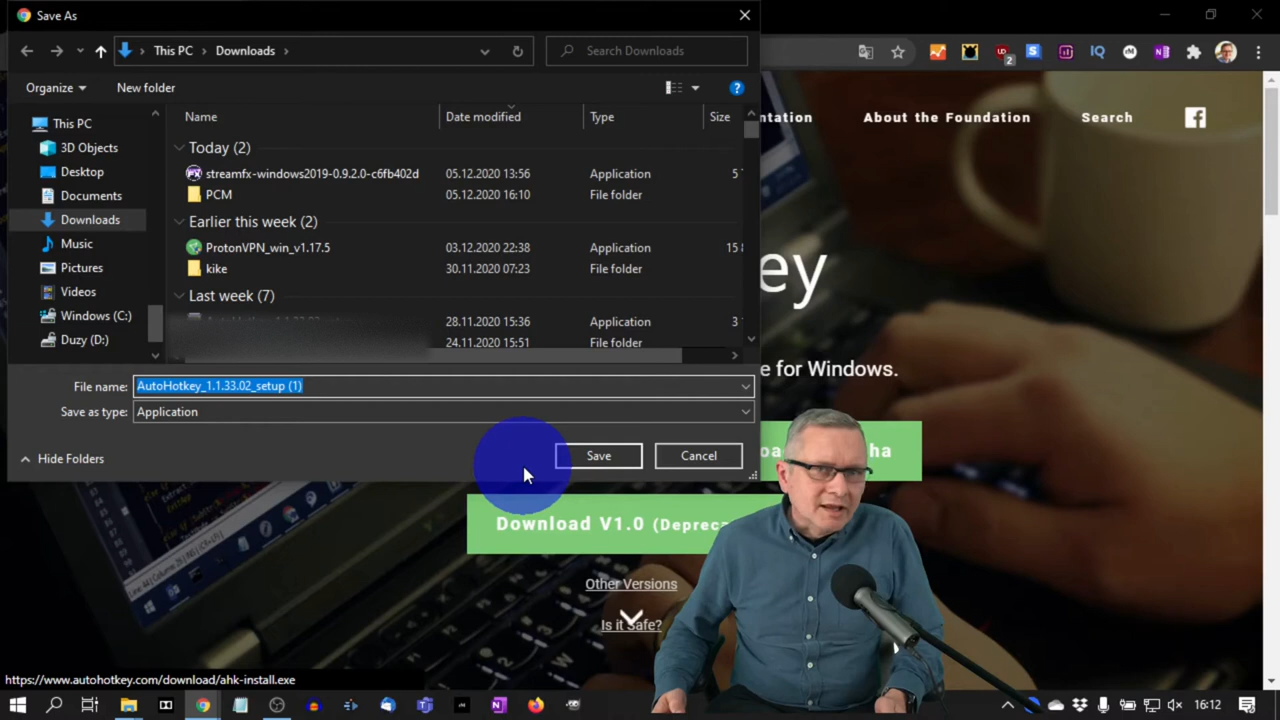 Save As
This PC
Downloads
Search Downloads
Organize
New folder
?
Name
Date modified
Type
Size
This PC
3D Objects
Desktop
Documents
Downloads
Music
Pictures
Videos
Windows (C:)
Duzy (D:)
Today (2)
streamfx-windows2019-0.9.2.0-c6fb402d
05.12.2020 13:56
Application
PCM
05.12.2020 16:10
File folder
Earlier this week (2)
ProtonVPN_win_v1.17.5
03.12.2020 22:38
Application
15
kike
30.11.2020 07:23
File folder
Last week (7)
28.11.2020 15:36
Application
24.11.2020 15:51
File folder
File name:
AutoHotkey_1.1.33.02_setup (1)
Save as type:
Application
Hide Folders
Save
Cancel
About the Foundation
Search
e for Windows.
Download V1.0
Other Versions
Is it Safe?
https://www.autohotkey.com/download/ahk-install.exe
16:12